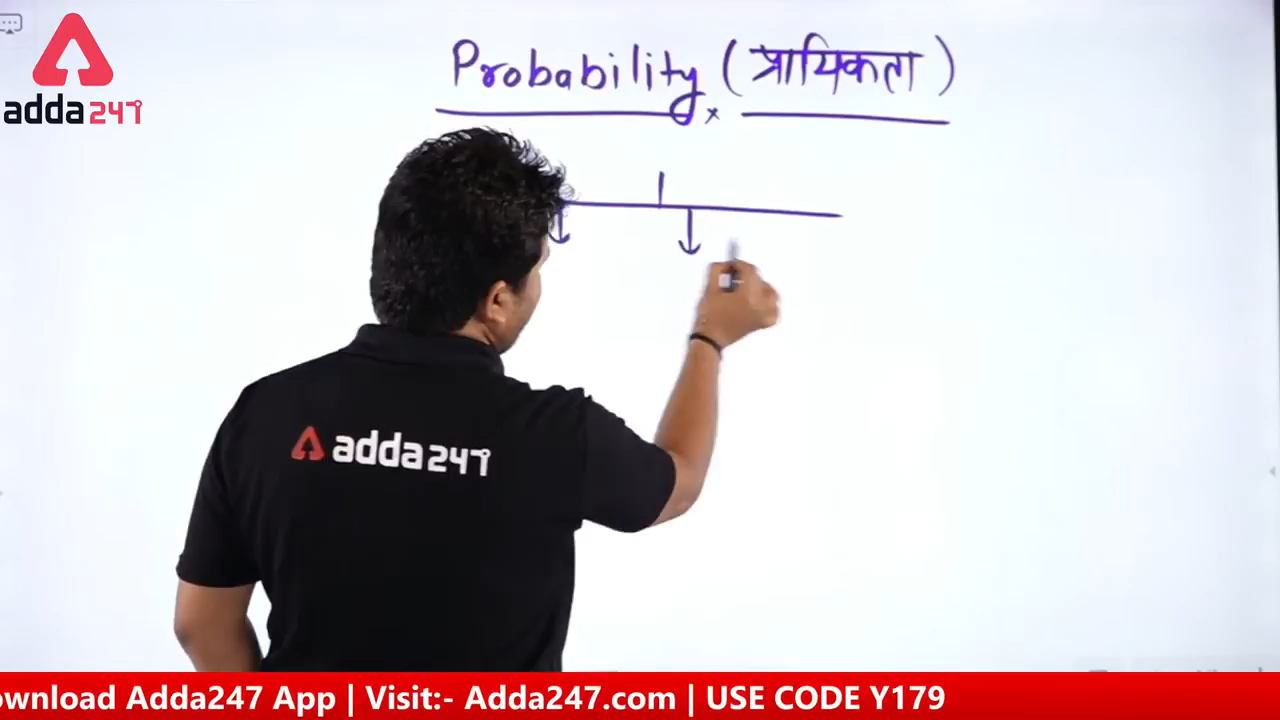 adda247
Probability (प्रायिकता)
adda247
ownload Adda247 App | Visit:- Adda247.com | USE CODE Y179